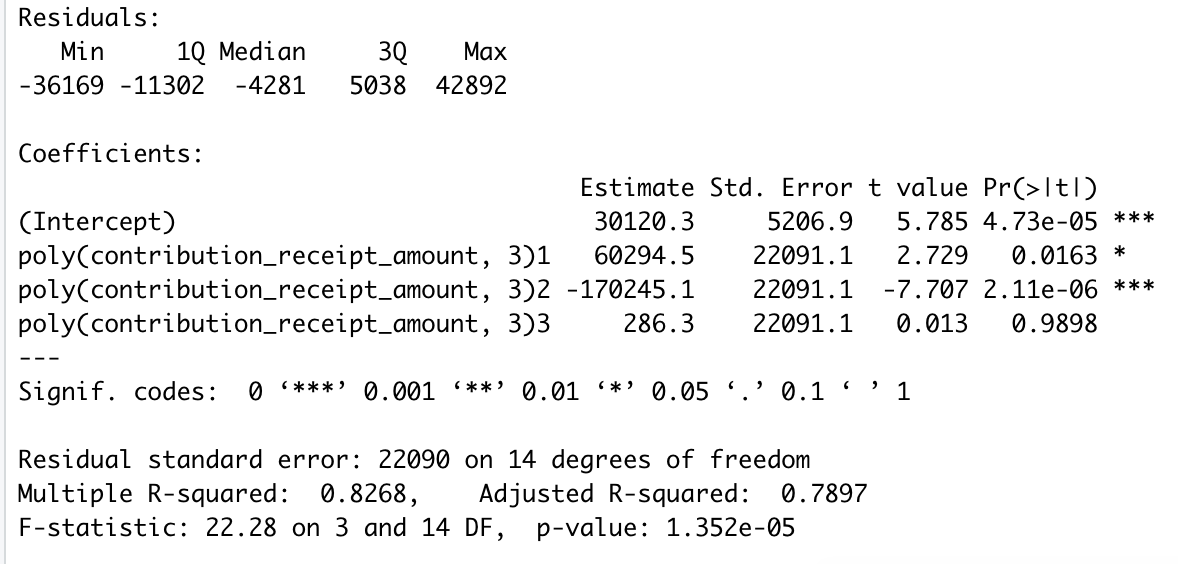 Residuals:
   Min     1Q Median     3Q    Max
-36169 -11302  -4281   5038  42892

Coefficients:
                                     Estimate Std. Error t value Pr(>|t|)
(Intercept)                           30120.3     5206.9   5.785 4.73e-05 ***
poly(contribution_receipt_amount, 3)1   60294.5    22091.1   2.729   0.0163 *
poly(contribution_receipt_amount, 3)2 -170245.1    22091.1  -7.707 2.11e-06 ***
poly(contribution_receipt_amount, 3)3     286.3    22091.1   0.013   0.9898
---
Signif. codes:  0 ‘***’ 0.001 ‘**’ 0.01 ‘*’ 0.05 ‘.’ 0.1 ‘ ’ 1

Residual standard error: 22090 on 14 degrees of freedom
Multiple R-squared:  0.8268,    Adjusted R-squared:  0.7897
F-statistic: 22.28 on 3 and 14 DF,  p-value: 1.352e-05